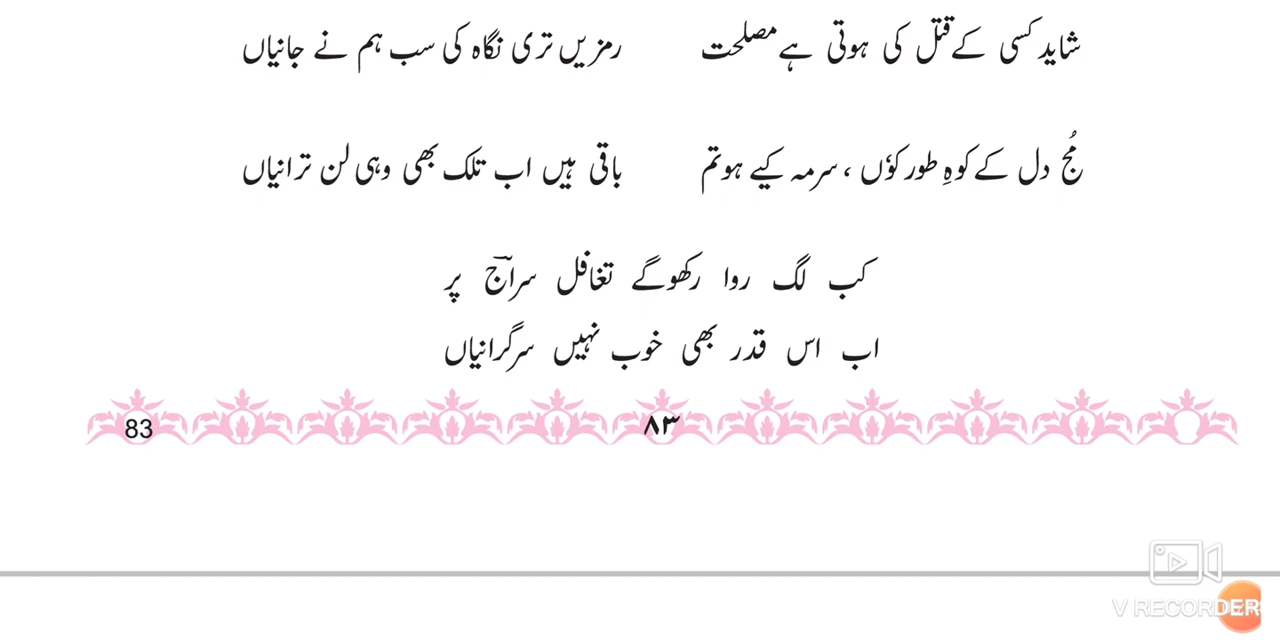 شاید کسی کے قتل کی ہوتی ہے مصلحت رمزیں تری نگاہ کی سب ہم نے جانیاں
مُج دل کے کوہِ طور کوٗں ، سرمہ کیے ہو تم باقی ہیں اب تلک بھی وہی لن ترانیاں
کب لگ روا رکھوگے تغافل سراجؔ پر
اب اس قدر بھی خوب نہیں سرگرانیاں
83 ۸۳
V RECORDER